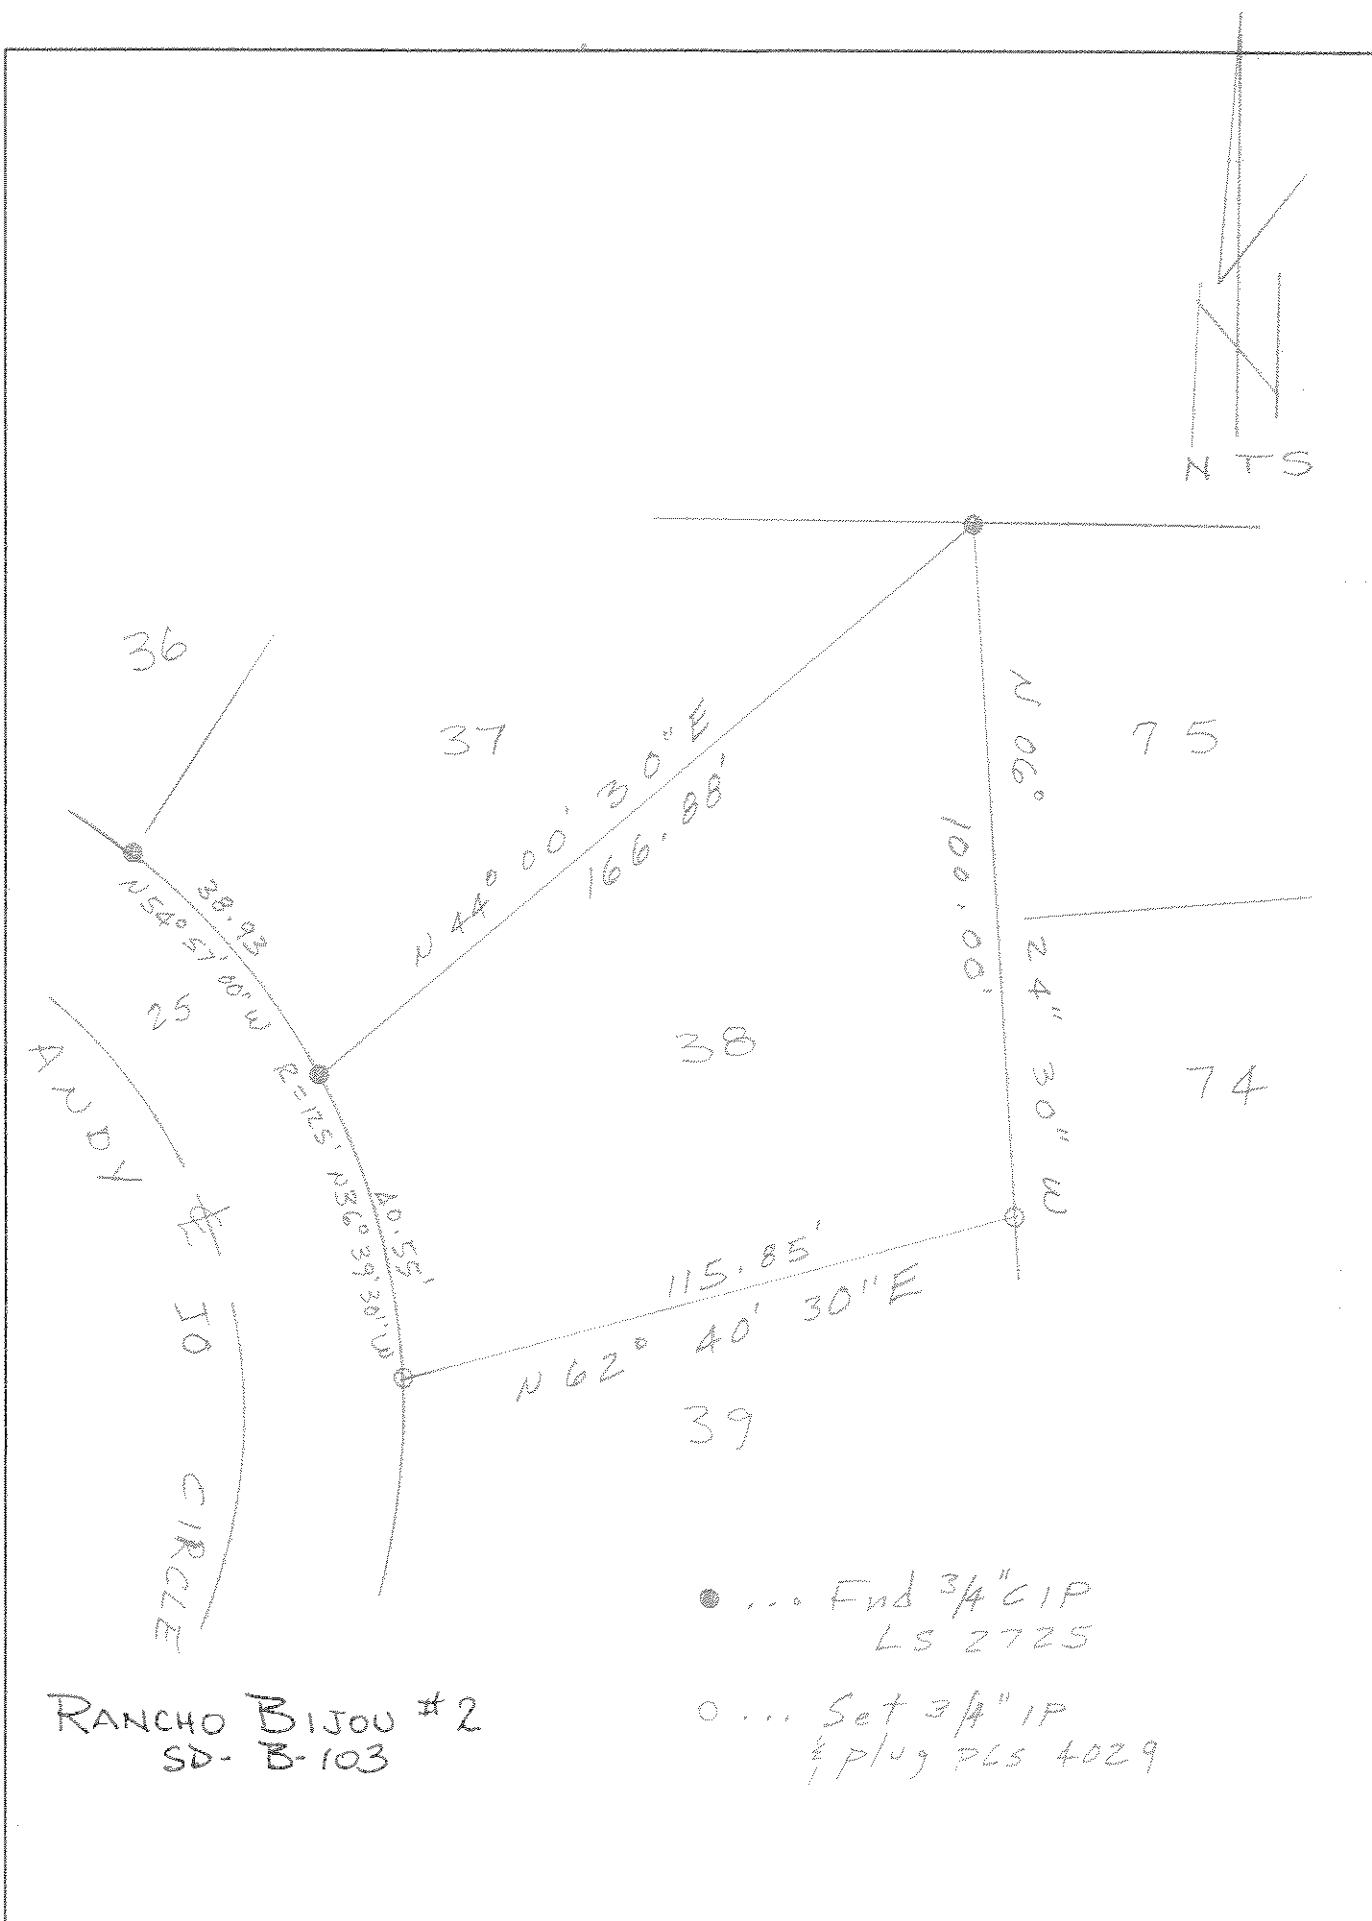 N
N T S
36
37
N 44° 00' 30" E
166.88'
N 06° 24" 30" W
100.00'
75
74
38.93
N54°57'00"W
25
38
R=125' N36°39'30"W
40.55'
115.85'
N 62° 40' 30" E
39
ANDY JO CIRCLE
● ... Fnd 3/4" CIP
LS 2725
○ ... Set 3/4" IP
& plug PLS 4029
RANCHO BIJOU #2
SD- B-103